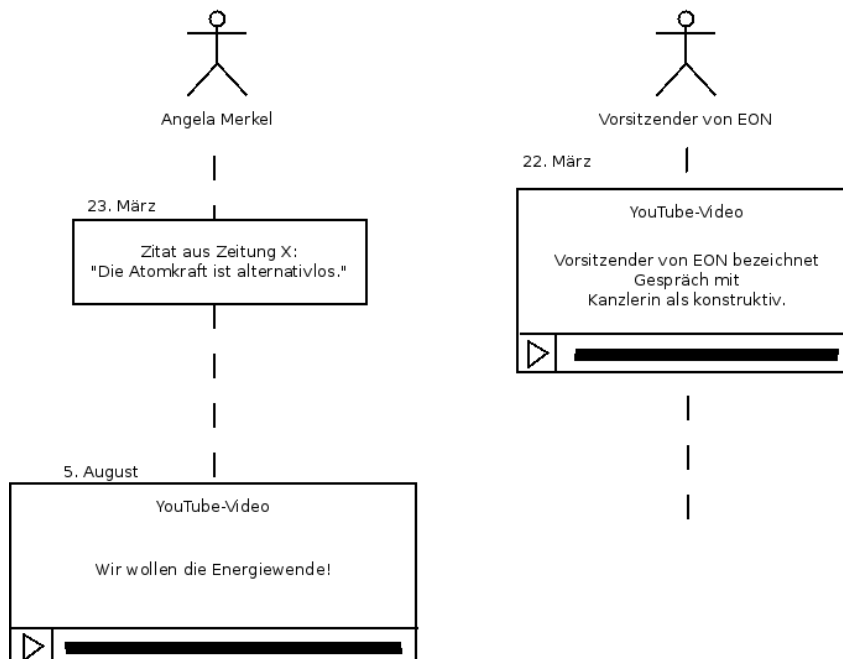 Angela Merkel
23. März
Zitat aus Zeitung X:
"Die Atomkraft ist alternativlos."
5. August
YouTube-Video
Wir wollen die Energiewende!
Vorsitzender von EON
22. März
YouTube-Video
Vorsitzender von EON bezeichnet
Gespräch mit
Kanzlerin als konstruktiv.